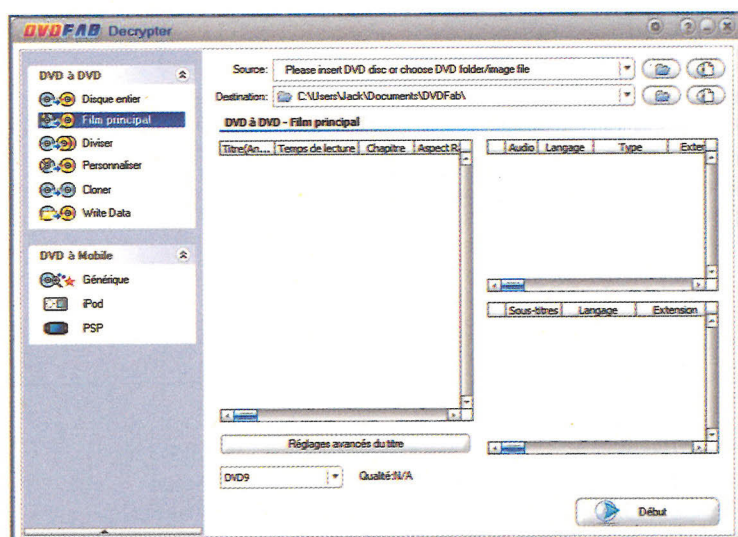 DVDFAB Decrypter
DVD à DVD
Disque entier
Film principal
Diviser
Personnaliser
Cloner
Write Data
DVD à Mobile
Générique
iPod
PSP
Source: Please insert DVD disc or choose DVD folder/image file
Destination: C:\Users\Jack\Documents\DVDFab\
DVD à DVD - Film principal
Titre(An... Temps de lecture Chapitre Aspect R
Audio Langage Type Exter
Sous-titres Langage Extension
Réglages avancés du titre
DVD9 Qualité:N/A
Début